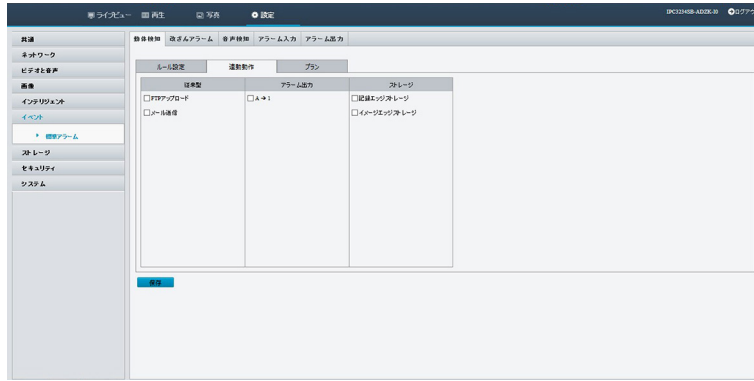 ライブビュー 再生 写真 設定 IPC3234SB-ADZK-I0 ログアウ
共通
ネットワーク
ビデオと音声
画像
インテリジェント
イベント
標準アラーム
ストレージ
セキュリティ
システム
動体検知 改ざんアラーム 音声検知 アラーム入力 アラーム出力
ルール設定 連動動作 プラン
従来型 アラーム出力 ストレージ
FTPアップロード A→1 記録エッジストレージ
メール送信 イメージエッジストレージ
保存